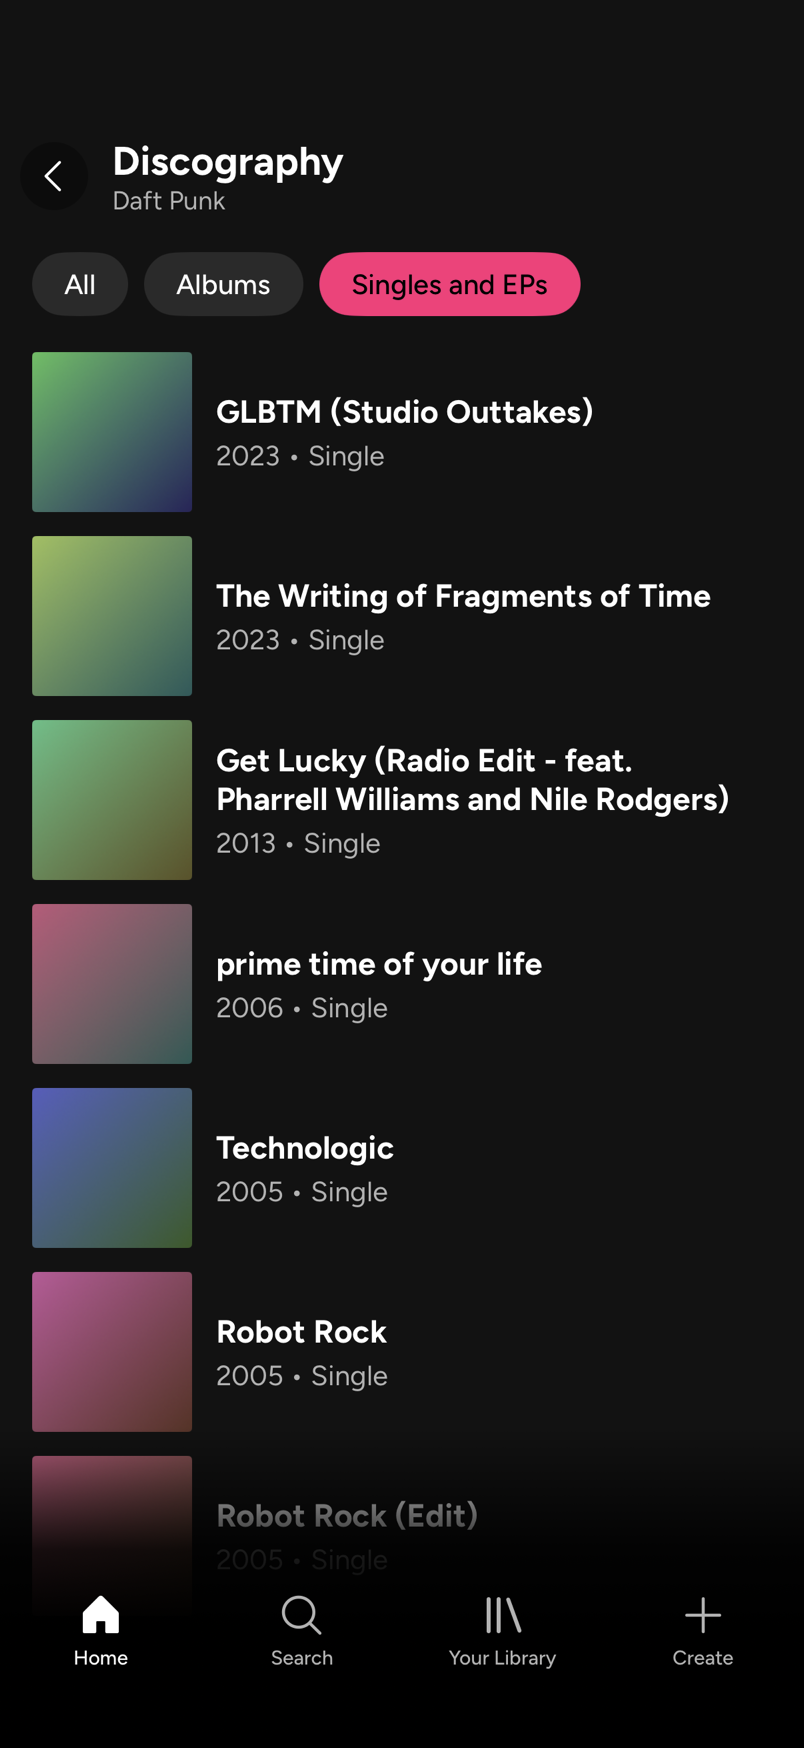 Discography
Daft Punk
All
Albums
Singles and EPs
GLBTM (Studio Outtakes)
2023 • Single
The Writing of Fragments of Time
2023 • Single
Get Lucky (Radio Edit - feat.
Pharrell Williams and Nile Rodgers)
2013 • Single
prime time of your life
2006 • Single
Technologic
2005 • Single
Robot Rock
2005 • Single
Robot Rock (Edit)
2005 • Single
Home
Search
Your Library
Create